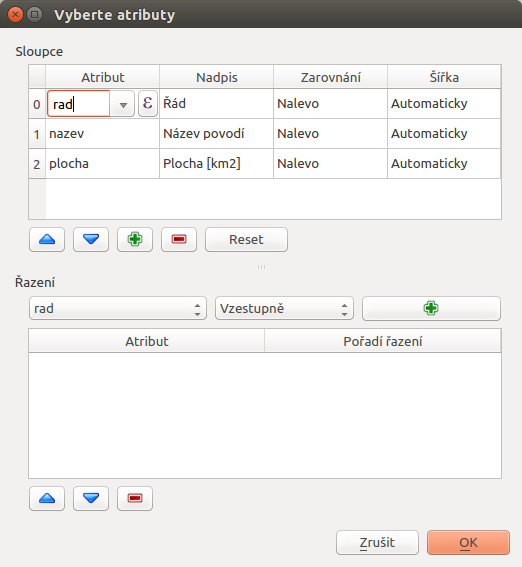 Vyberte atributy
Sloupce
Atribut Nadpis Zarovnání Šířka
0 rad ε Řád Nalevo Automaticky
1 nazev Název povodí Nalevo Automaticky
2 plocha Plocha [km2] Nalevo Automaticky
Reset
Řazení
rad Vzestupně
Atribut Pořadí řazení
Zrušit OK